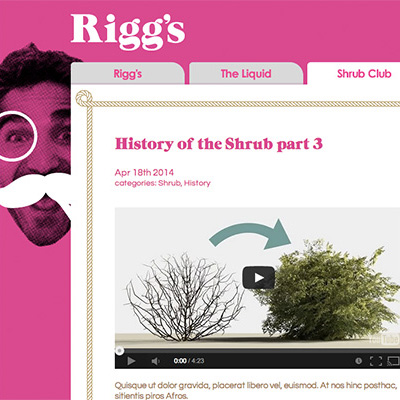 Rigg's
Rigg's
The Liquid
Shrub Club
History of the Shrub part 3
Apr 18th 2014
categories: Shrub, History
YouTube
0:00 / 4:23
Quisque ut dolor gravida, placerat libero vel, euismod. At nos hinc posthac,
sitientis piros Afros.